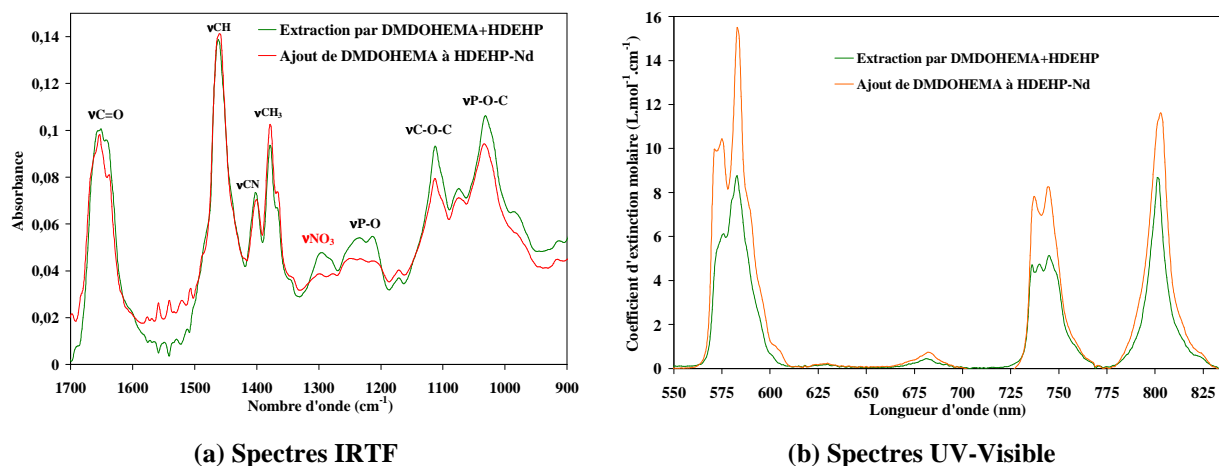 νCH
Extraction par DMDOHEMA+HDEHP
Ajout de DMDOHEMA à HDEHP-Nd
νC=O
νCH₃
νP-O-C
νC-O-C
νCN
νNO₃
νP-O
Absorbance
0,14
0,12
0,1
0,08
0,06
0,04
0,02
0
1700 1600 1500 1400 1300 1200 1100 1000 900
Nombre d'onde (cm⁻¹)
(a) Spectres IRTF
Extraction par DMDOHEMA+HDEHP
Ajout de DMDOHEMA à HDEHP-Nd
Coefficient d'extinction molaire (L.mol⁻¹.cm⁻¹)
16
14
12
10
8
6
4
2
0
550 575 600 625 650 675 700 725 750 775 800 825
Longueur d'onde (nm)
(b) Spectres UV-Visible